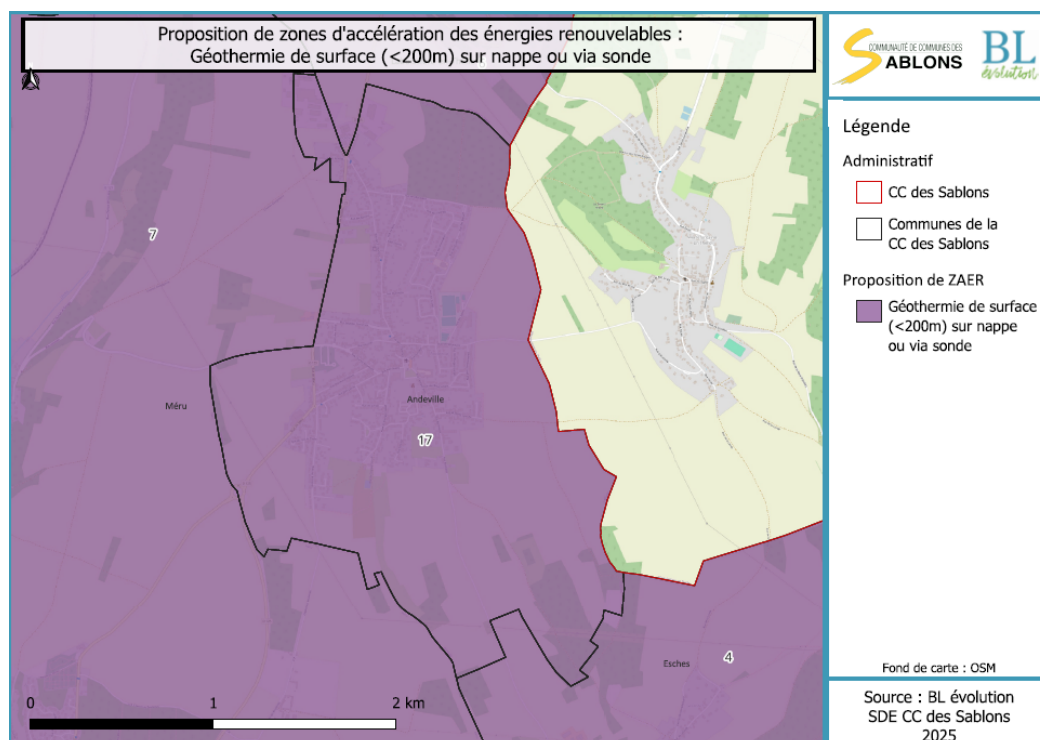 Proposition de zones d'accélération des énergies renouvelables :
Géothermie de surface (<200m) sur nappe ou via sonde
COMMUNAUTÉ DE COMMUNES DES
SABLONS
BL
évolution
Légende
Administratif
CC des Sablons
Communes de la
CC des Sablons
Proposition de ZAER
Géothermie de surface
(<200m) sur nappe
ou via sonde
7
Méru
Andeville
17
Esches
4
0 1 2 km
Fond de carte : OSM
Source : BL évolution
SDE CC des Sablons
2025